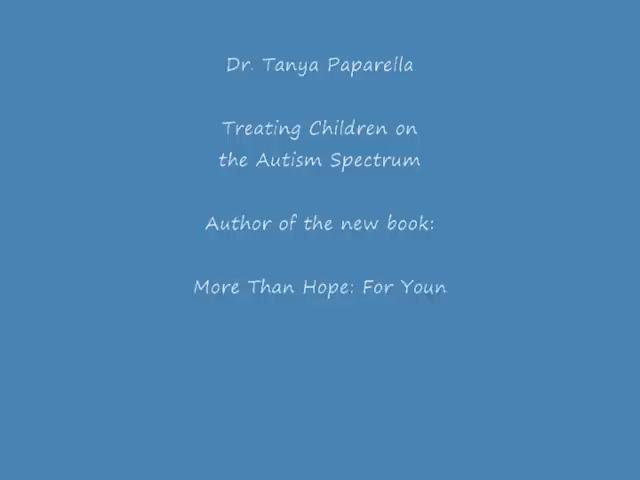 Dr. Tanya Paparella
Treating Children on
the Autism Spectrum
Author of the new book:
More Than Hope: For Youn